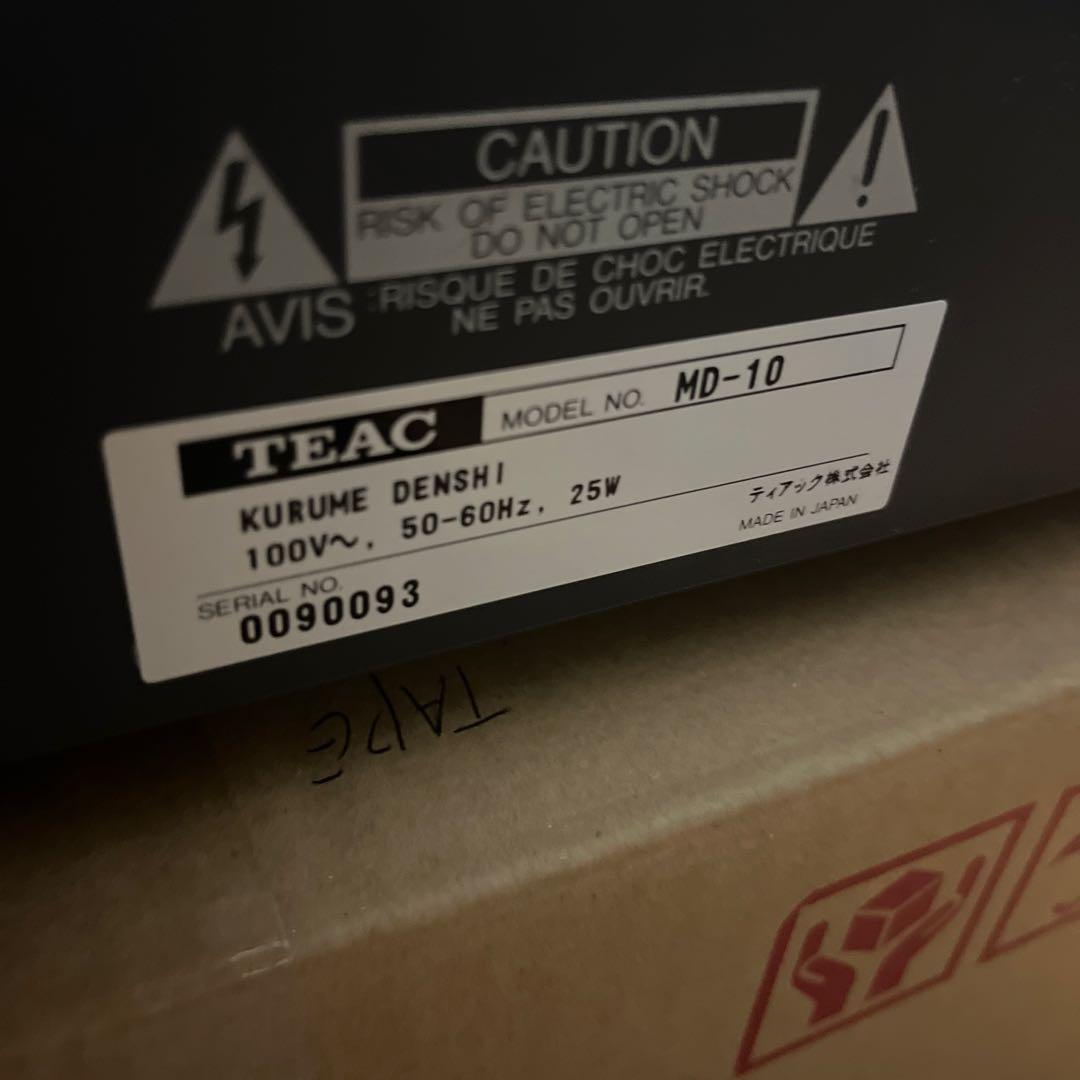 CAUTION
RISK OF ELECTRIC SHOCK
DO NOT OPEN
AVIS :RISQUE DE CHOC ELECTRIQUE
NE PAS OUVRIR.
TEAC MODEL NO. MD-10
KURUME DENSHI
100V～, 50-60Hz, 25W
ティアック株式会社
MADE IN JAPAN
SERIAL NO.
0090093
TAPE